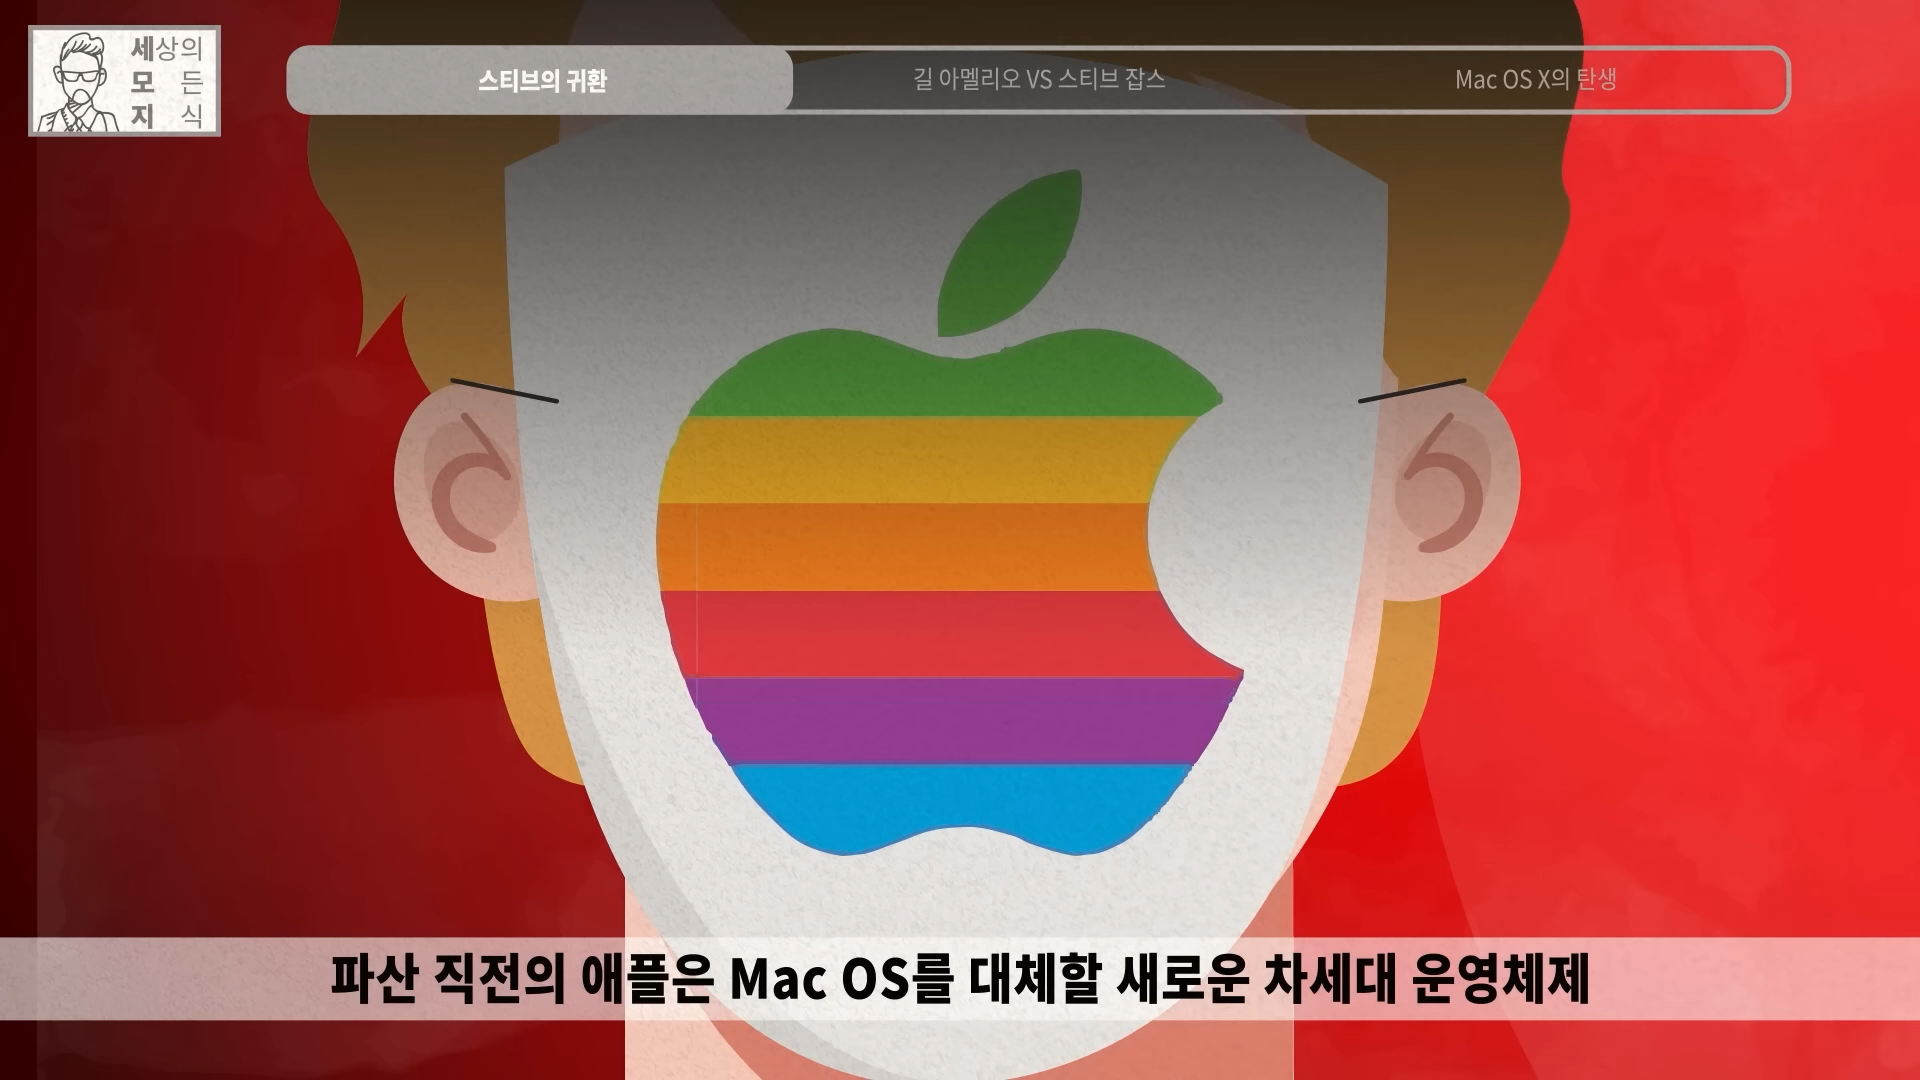 세상의
모든
지식
스티브의 귀환
길 아멜리오 VS 스티브 잡스
Mac OS X의 탄생
파산 직전의 애플은 Mac OS를 대체할 새로운 차세대 운영체제